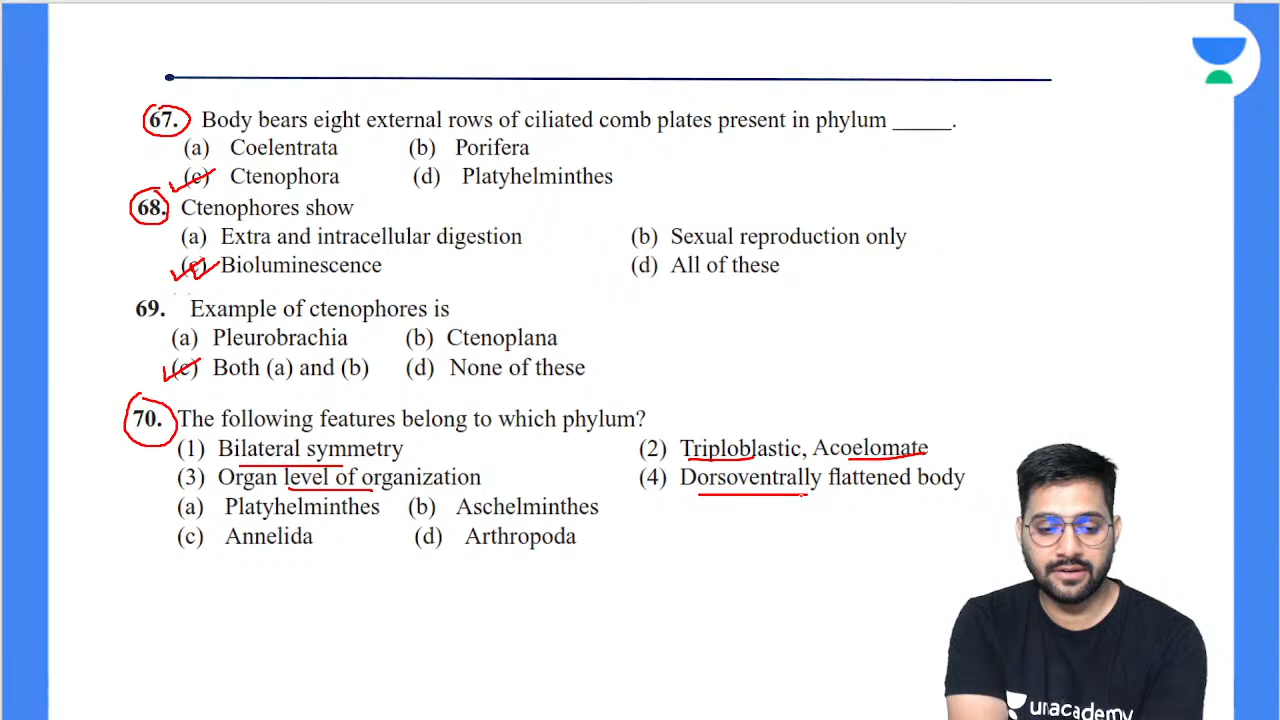 67. Body bears eight external rows of ciliated comb plates present in phylum _____.
(a) Coelentrata (b) Porifera
(c) Ctenophora (d) Platyhelminthes
68. Ctenophores show
(a) Extra and intracellular digestion (b) Sexual reproduction only
(c) Bioluminescence (d) All of these
69. Example of ctenophores is
(a) Pleurobrachia (b) Ctenoplana
(c) Both (a) and (b) (d) None of these
70. The following features belong to which phylum?
(1) Bilateral symmetry (2) Triploblastic, Acoelomate
(3) Organ level of organization (4) Dorsoventrally flattened body
(a) Platyhelminthes (b) Aschelminthes
(c) Annelida (d) Arthropoda
unacademy